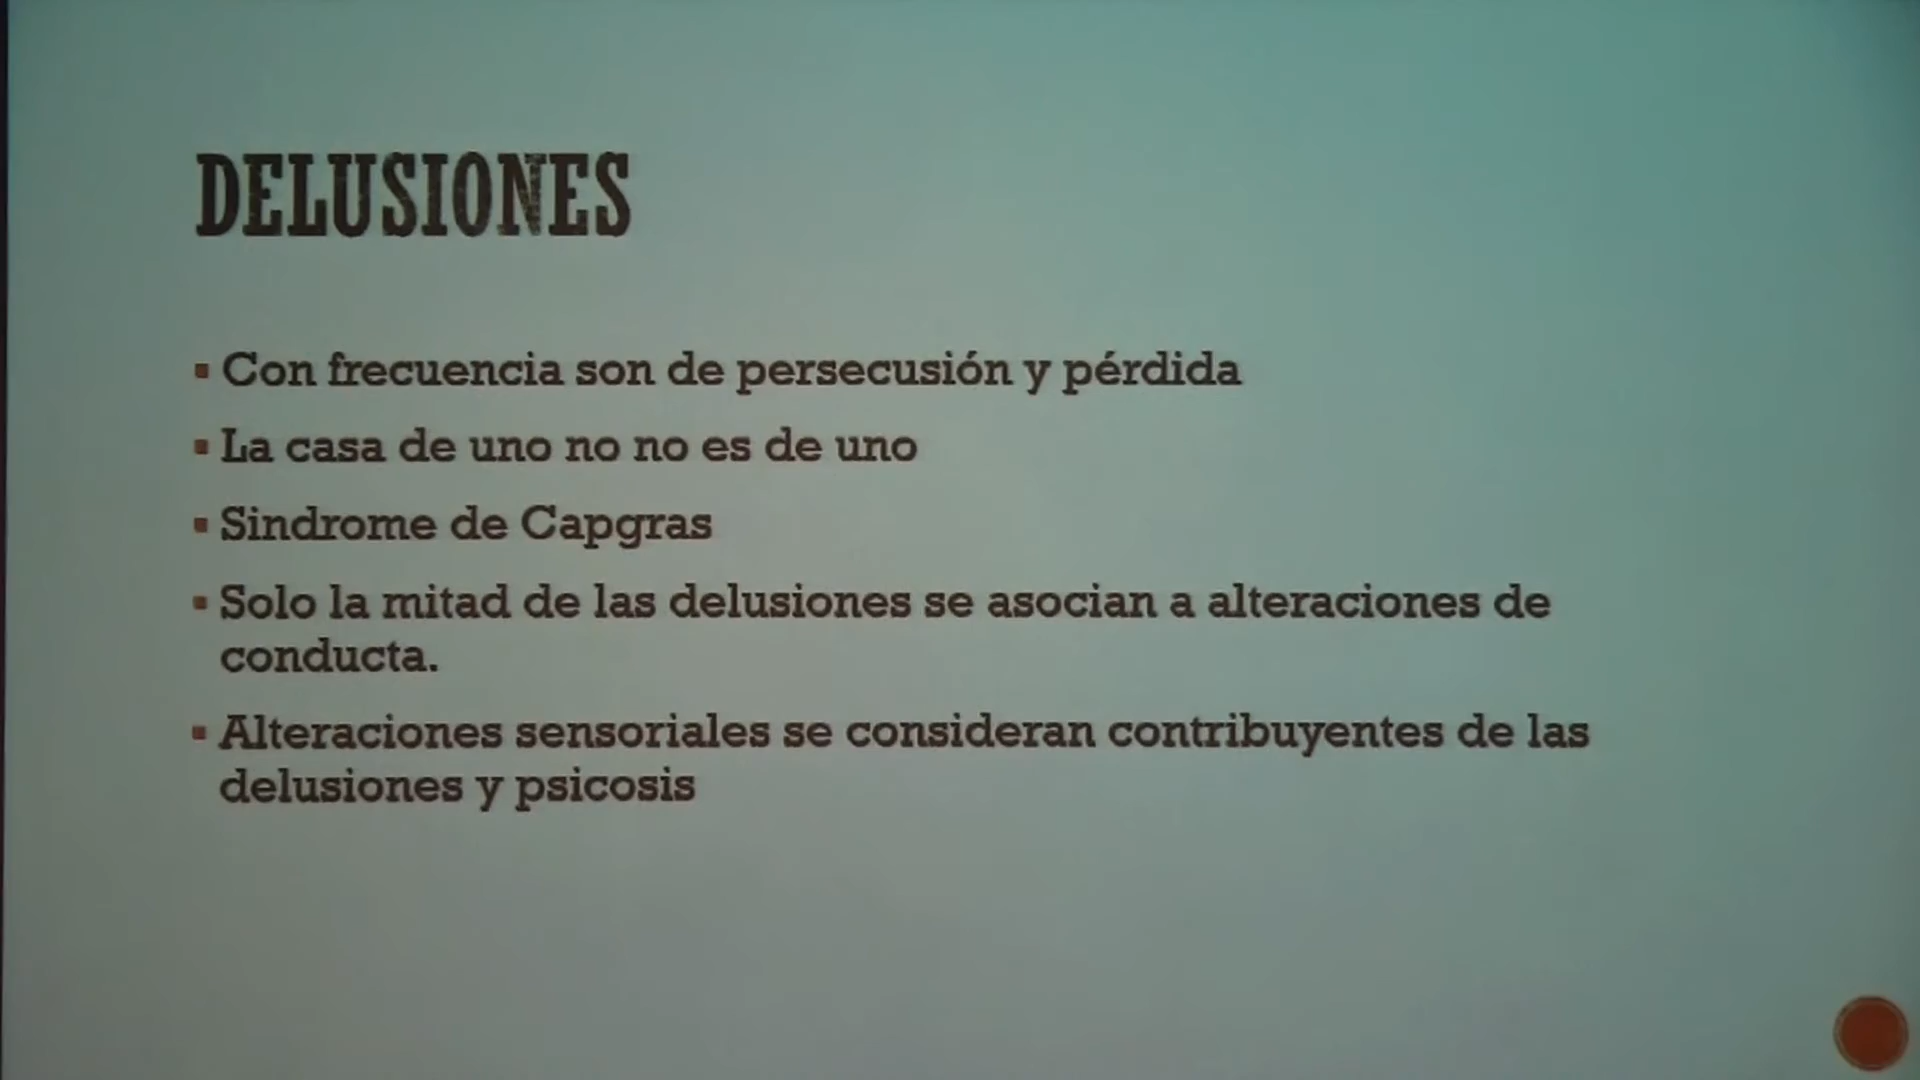 DELUSIONES
Con frecuencia son de persecusión y pérdida
La casa de uno no no es de uno
Sindrome de Capgras
Solo la mitad de las delusiones se asocian a alteraciones de
conducta.
Alteraciones sensoriales se consideran contribuyentes de las
delusiones y psicosis